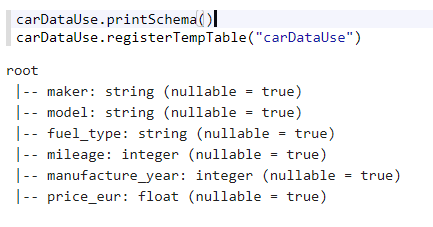 carDataUse.printSchema()
carDataUse.registerTempTable("carDataUse")
root
 |-- maker: string (nullable = true)
 |-- model: string (nullable = true)
 |-- fuel_type: string (nullable = true)
 |-- mileage: integer (nullable = true)
 |-- manufacture_year: integer (nullable = true)
 |-- price_eur: float (nullable = true)